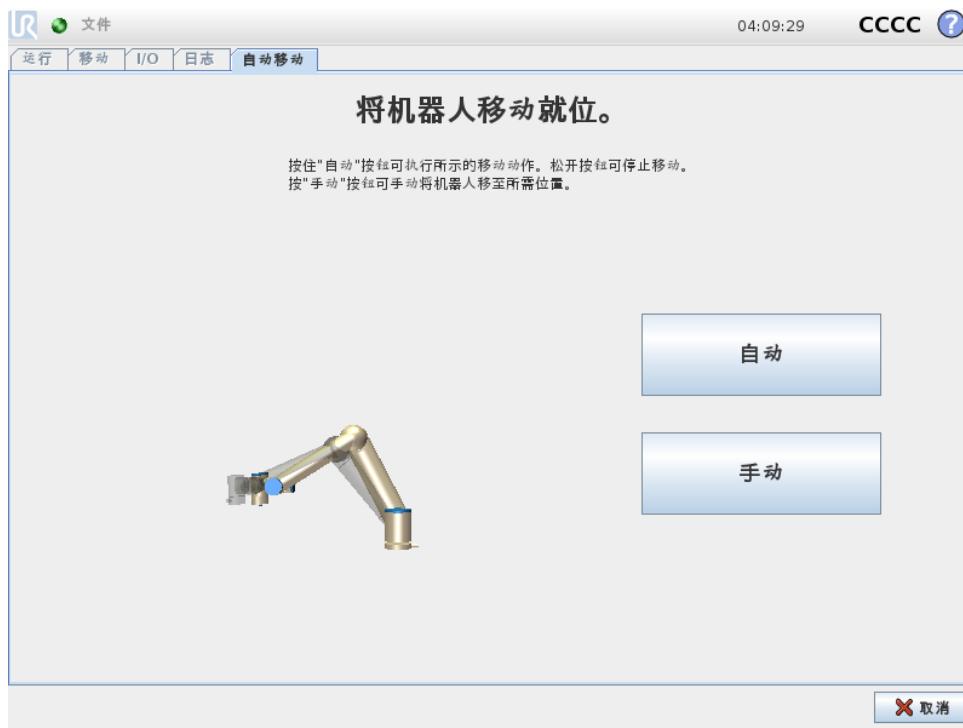 UR
文件
04:09:29
CCCC
?
运行
移动
I/O
日志
自动移动
将机器人移动就位。
按住"自动"按钮可执行所示的移动动作。松开按钮可停止移动。
按"手动"按钮可手动将机器人移至所需位置。
自动
手动
取消